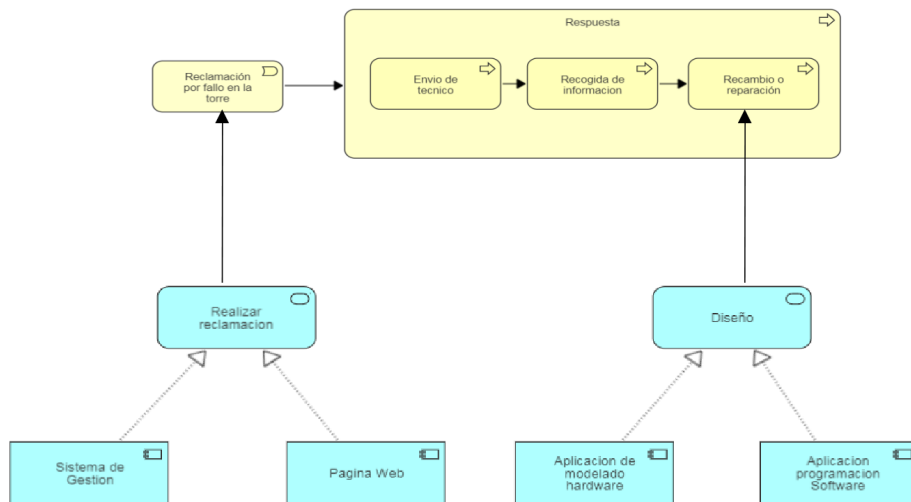 Respuesta
Reclamación
por fallo en la
torre
Envio de
tecnico
Recogida de
informacion
Recambio o
reparación
Realizar
reclamacion
Diseño
Sistema de
Gestion
Pagina Web
Aplicacion de
modelado
hardware
Aplicacion
programacion
Software